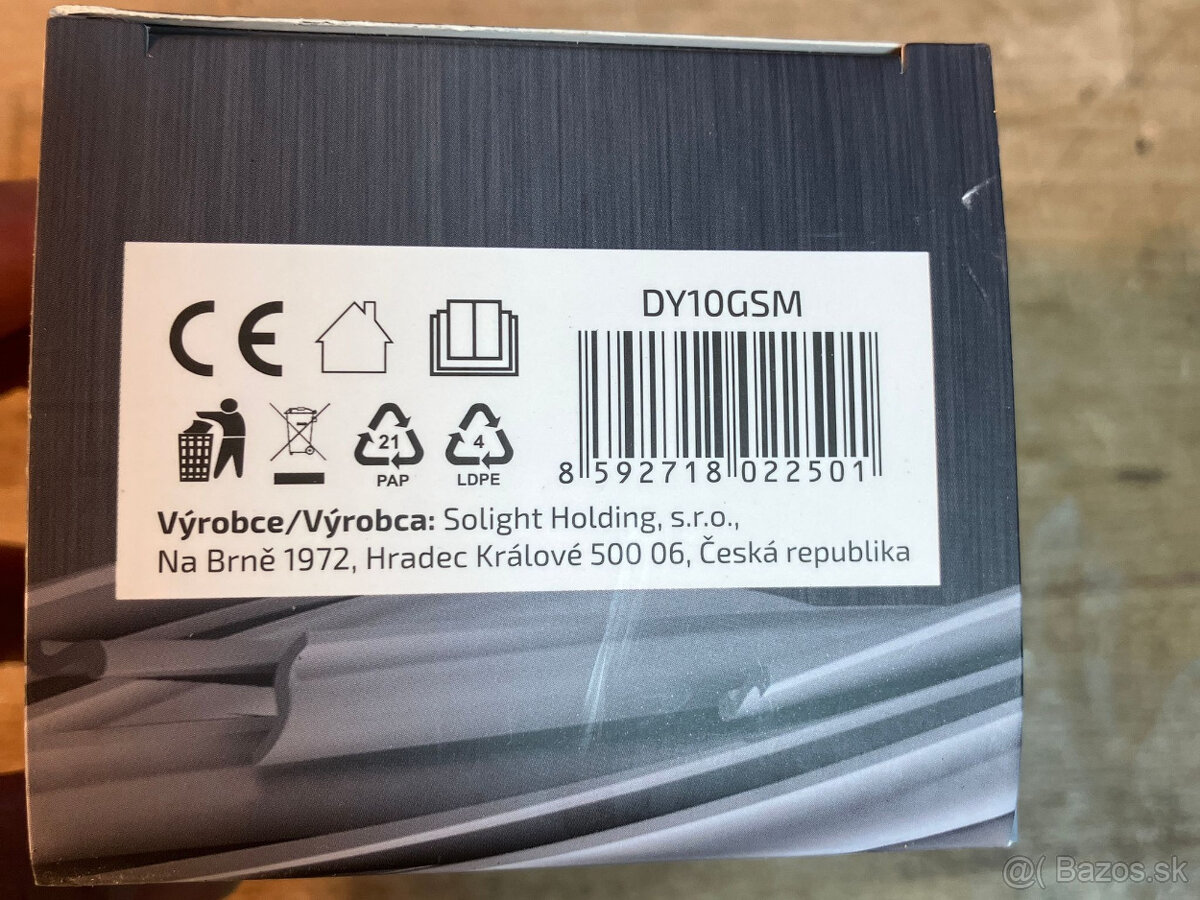 CE
DY10GSM
8 592718 022501
21
PAP
4
LDPE
Výrobce/Výrobca: Solight Holding, s.r.o.,
Na Brně 1972, Hradec Králové 500 06, Česká republika
@( Bazos.sk